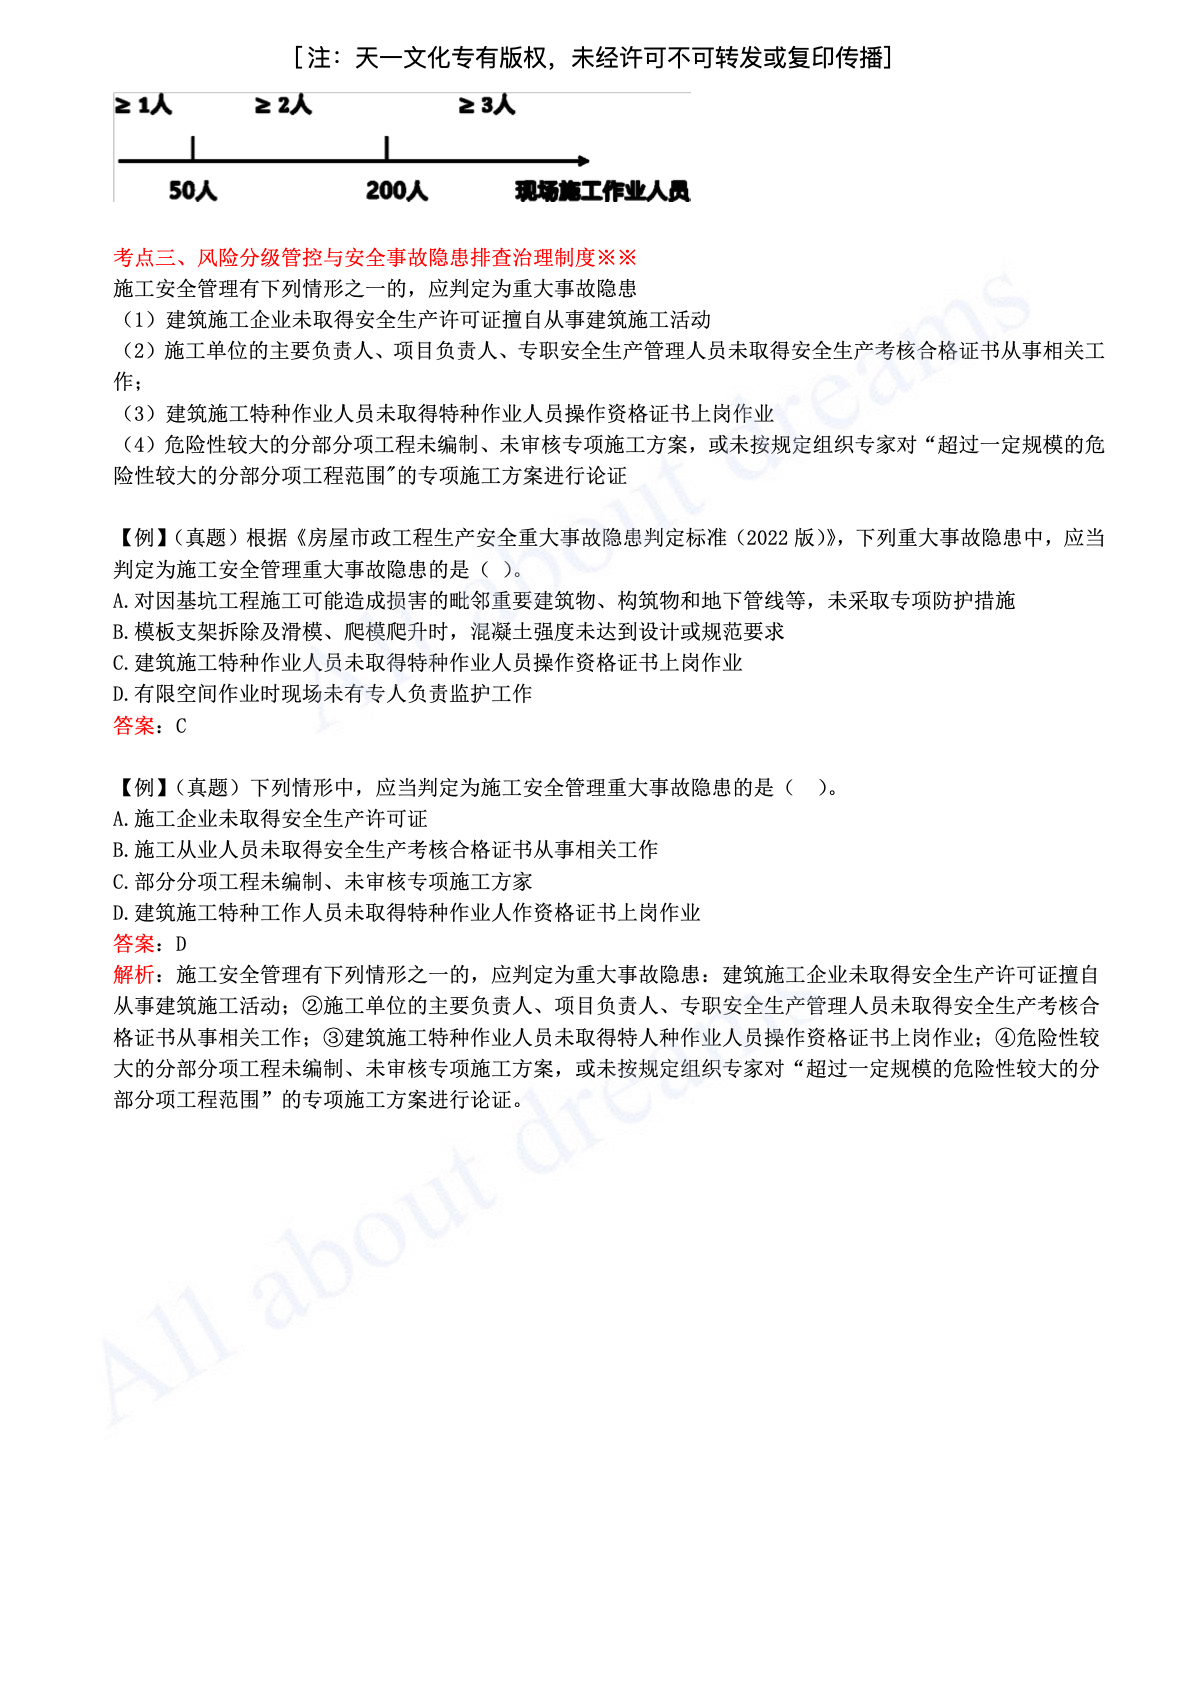 [注：天一文化专有版权，未经许可不可转发或复印传播]
≥ 1人 ≥ 2人 ≥ 3人
50人 200人 现场施工作业人员
考点三、风险分级管控与安全事故隐患排查治理制度※※
施工安全管理有下列情形之一的，应判定为重大事故隐患
（1）建筑施工企业未取得安全生产许可证擅自从事建筑施工活动
（2）施工单位的主要负责人、项目负责人、专职安全生产管理人员未取得安全生产考核合格证书从事相关工
作；
（3）建筑施工特种作业人员未取得特种作业人员操作资格证书上岗作业
（4）危险性较大的分部分项工程未编制、未审核专项施工方案，或未按规定组织专家对“超过一定规模的危
险性较大的分部分项工程范围"的专项施工方案进行论证
【例】（真题）根据《房屋市政工程生产安全重大事故隐患判定标准（2022 版）》，下列重大事故隐患中，应当
判定为施工安全管理重大事故隐患的是（ ）。
A.对因基坑工程施工可能造成损害的毗邻重要建筑物、构筑物和地下管线等，未采取专项防护措施
B.模板支架拆除及滑模、爬模爬升时，混凝土强度未达到设计或规范要求
C.建筑施工特种作业人员未取得特种作业人员操作资格证书上岗作业
D.有限空间作业时现场未有专人负责监护工作
答案：C
【例】（真题）下列情形中，应当判定为施工安全管理重大事故隐患的是（ ）。
A.施工企业未取得安全生产许可证
B.施工从业人员未取得安全生产考核合格证书从事相关工作
C.部分分项工程未编制、未审核专项施工方家
D.建筑施工特种工作人员未取得特种作业人作资格证书上岗作业
答案：D
解析：施工安全管理有下列情形之一的，应判定为重大事故隐患：建筑施工企业未取得安全生产许可证擅自
从事建筑施工活动；②施工单位的主要负责人、项目负责人、专职安全生产管理人员未取得安全生产考核合
格证书从事相关工作；③建筑施工特种作业人员未取得特人种作业人员操作资格证书上岗作业；④危险性较
大的分部分项工程未编制、未审核专项施工方案，或未按规定组织专家对“超过一定规模的危险性较大的分
部分项工程范围”的专项施工方案进行论证。
All about dreams
All about dreams